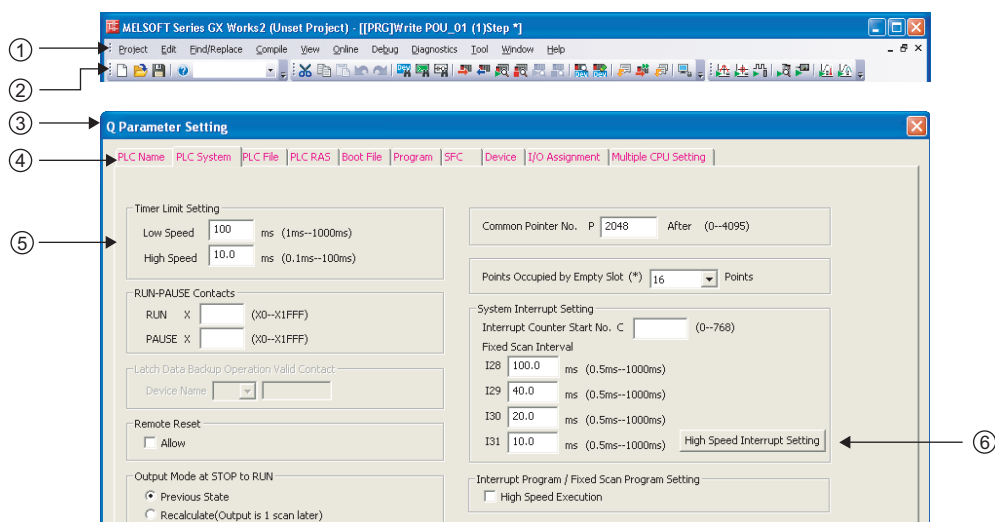 MELSOFT Series GX Works2 (Unset Project) - [[PRG]Write POU_01 (1)Step *]
① Project Edit Find/Replace Compile View Online Debug Diagnostics Tool Window Help
②
③ Q Parameter Setting
④ PLC Name PLC System PLC File PLC RAS Boot File Program SFC Device I/O Assignment Multiple CPU Setting
⑤
Timer Limit Setting
Low Speed 100 ms (1ms--1000ms)
High Speed 10.0 ms (0.1ms--100ms)
RUN-PAUSE Contacts
RUN X (X0--X1FFF)
PAUSE X (X0--X1FFF)
Latch Data Backup Operation Valid Contact
Device Name
Remote Reset
Allow
Output Mode at STOP to RUN
Previous State
Recalculate(Output is 1 scan later)
Common Pointer No. P 2048 After (0--4095)
Points Occupied by Empty Slot (*) 16 Points
System Interrupt Setting
Interrupt Counter Start No. C (0--768)
Fixed Scan Interval
I28 100.0 ms (0.5ms--1000ms)
I29 40.0 ms (0.5ms--1000ms)
I30 20.0 ms (0.5ms--1000ms)
I31 10.0 ms (0.5ms--1000ms) High Speed Interrupt Setting ⑥
Interrupt Program / Fixed Scan Program Setting
High Speed Execution